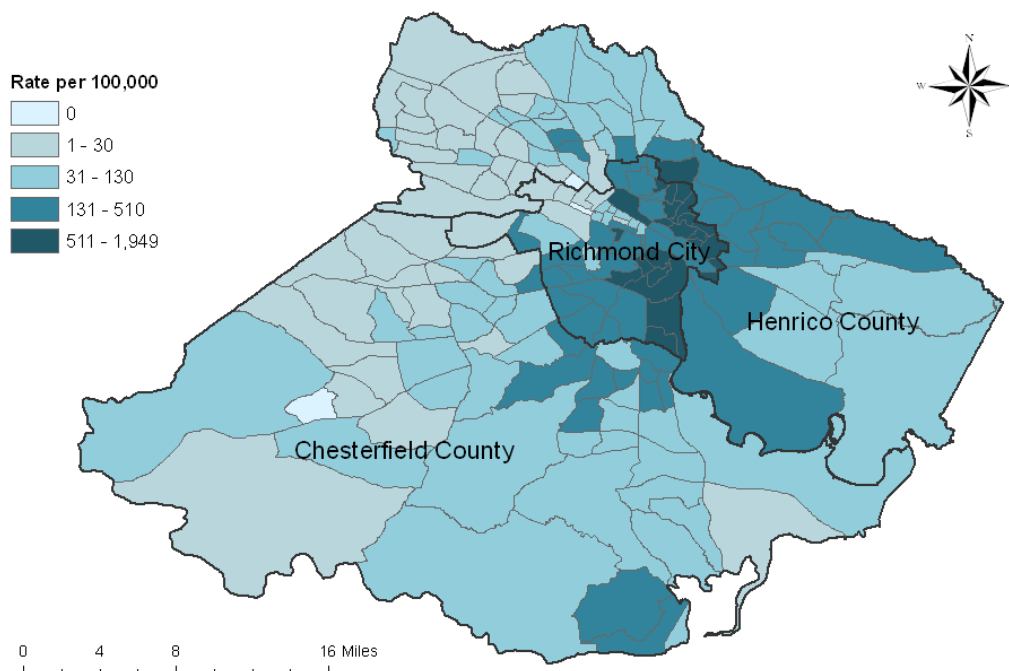 N
W
S
Rate per 100,000
0
1 - 30
31 - 130
131 - 510
511 - 1,949
Richmond City
Henrico County
Chesterfield County
0 4 8 16 Miles